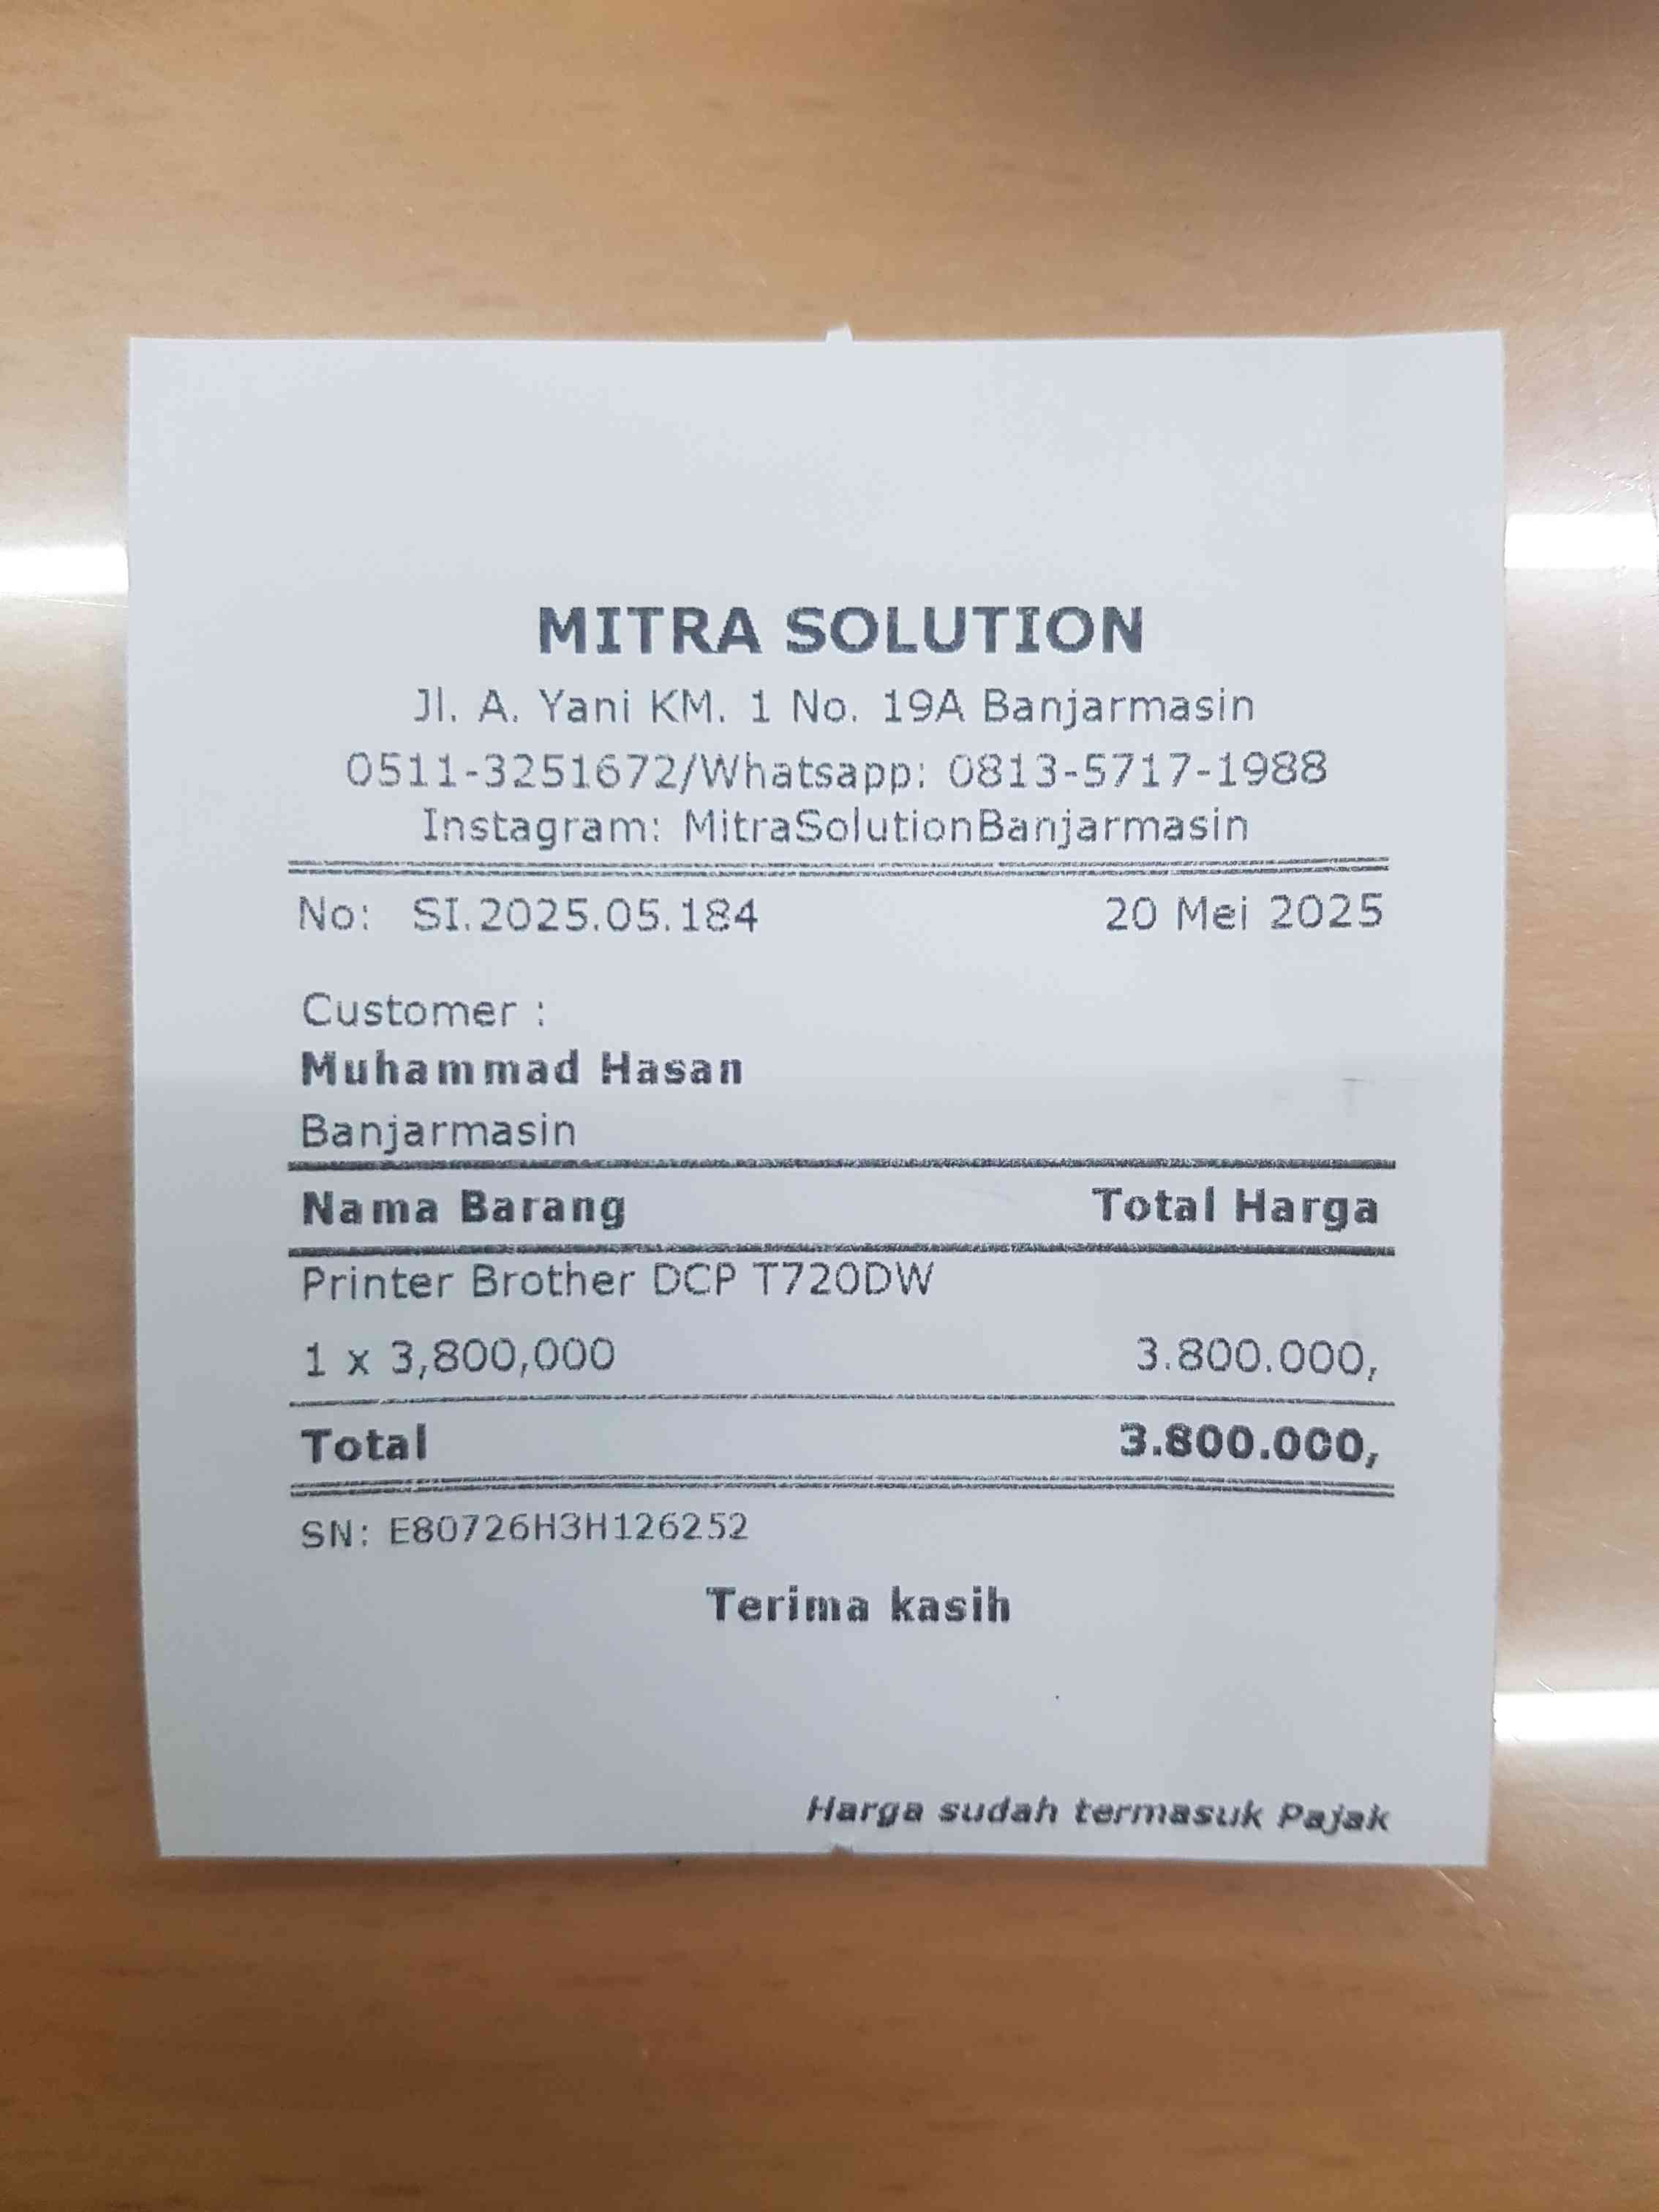 MITRA SOLUTION
Jl. A. Yani KM. 1 No. 19A Banjarmasin
0511-3251672/Whatsapp: 0813-5717-1988
Instagram: MitraSolutionBanjarmasin
No: SI.2025.05.184 20 Mei 2025
Customer :
Muhammad Hasan
Banjarmasin
Nama Barang Total Harga
Printer Brother DCP T720DW
1 x 3,800,000 3.800.000,
Total 3.800.000,
SN: E80726H3H126252
Terima kasih
Harga sudah termasuk Pajak